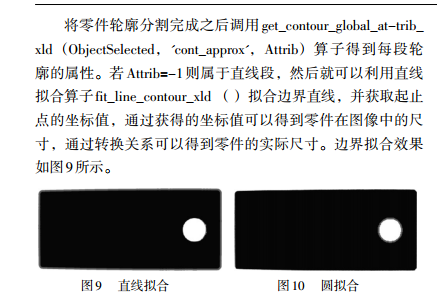 将零件轮廓分割完成之后调用get_contour_global_at-trib_
xld（ObjectSelected，'cont_approx'，Attrib）算子得到每段轮
廓的属性。若Attrib=-1则属于直线段，然后就可以利用直线
拟合算子fit_line_contour_xld （ ）拟合边界直线，并获取起止
点的坐标值，通过获得的坐标值可以得到零件在图像中的尺
寸，通过转换关系可以得到零件的实际尺寸。边界拟合效果
如图9所示。
图9 直线拟合
图10 圆拟合